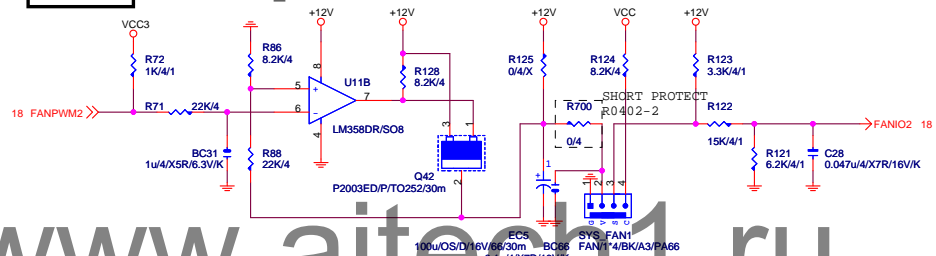 +12V
+12V
+12V
VCC
+12V
VCC3
R72
1K/4/1
R86
8.2K/4
8
U11B
R128
8.2K/4
R125
0/4/X
R124
8.2K/4
R123
3.3K/4/1
5
+
7
6
-
4
LM358DR/SO8
18 FANPWM2
R71
22K/4
SHORT PROTECT
R0402-2
R700
0/4
R122
15K/4/1
FANIO2 18
BC31
1u/4/X5R/6.3V/K
R88
22K/4
3
1
2
Q42
P2003ED/P/TO252/30m
R121
6.2K/4/1
C28
0.047u/4/X7R/16V/K
1
+
1
2
3
4
G
V
S
C
EC5
100u/OS/D/16V/66/30m
BC66
SYS_FAN1
FAN/1*4/BK/A3/PA66
www.aitech1.ru